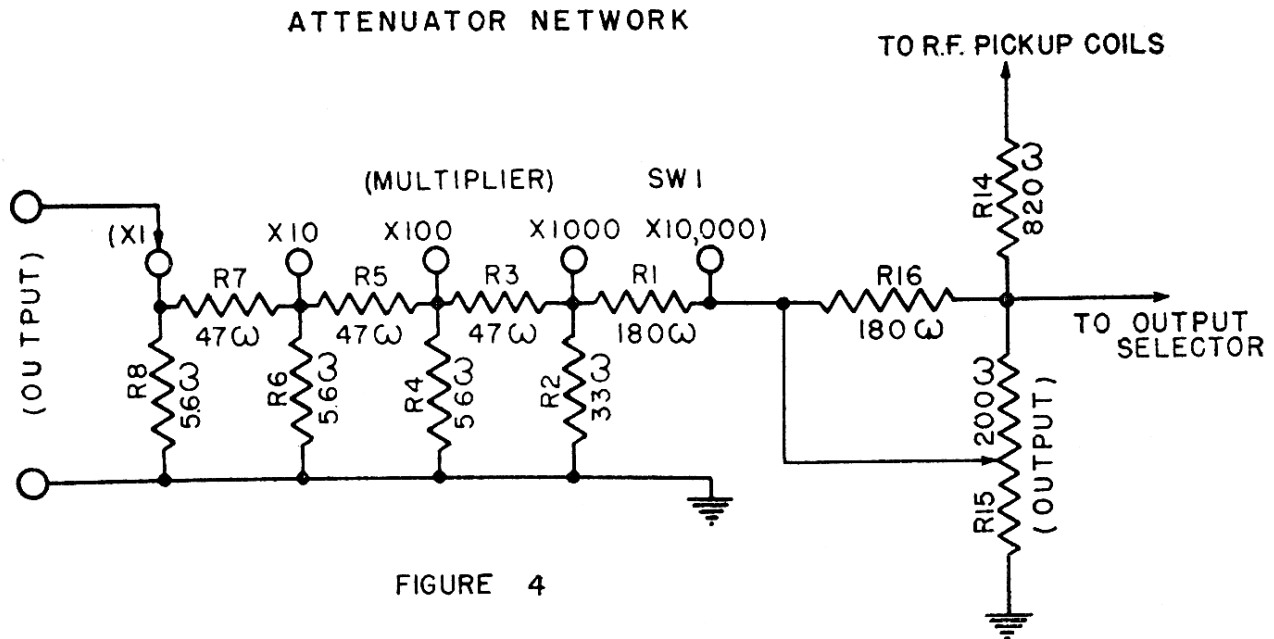 ATTENUATOR NETWORK
TO R.F. PICKUP COILS
R14
820ω
(MULTIPLIER) SW1
(X1 X10 X100 X1000 X10,000)
(OUTPUT)
R7 R5 R3 R1 R16
47ω 47ω 47ω 180ω 180ω
TO OUTPUT
SELECTOR
R8
5.6ω
R6
5.6ω
R4
5.6ω
R2
33ω
200ω
R15
(OUTPUT)
FIGURE 4